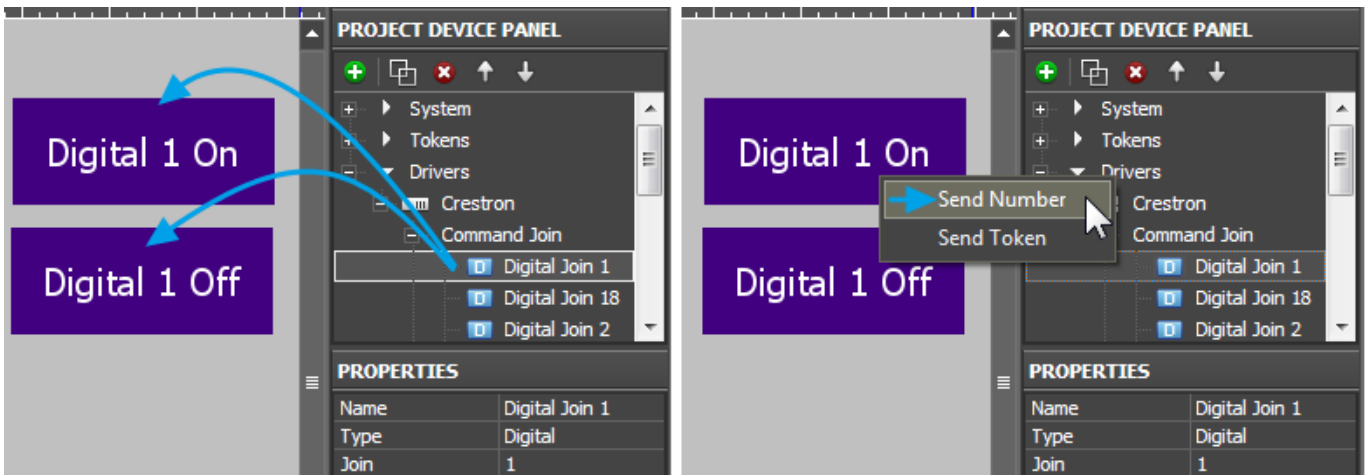 PROJECT DEVICE PANEL
System
Tokens
Drivers
Crestron
Command Join
D Digital Join 1
D Digital Join 18
D Digital Join 2
Digital 1 On
Digital 1 Off
PROPERTIES
Name Digital Join 1
Type Digital
Join 1
PROJECT DEVICE PANEL
System
Tokens
Drivers
Crestron
Command Join
D Digital Join 1
D Digital Join 18
D Digital Join 2
Digital 1 On
Send Number
Send Token
Digital 1 Off
PROPERTIES
Name Digital Join 1
Type Digital
Join 1